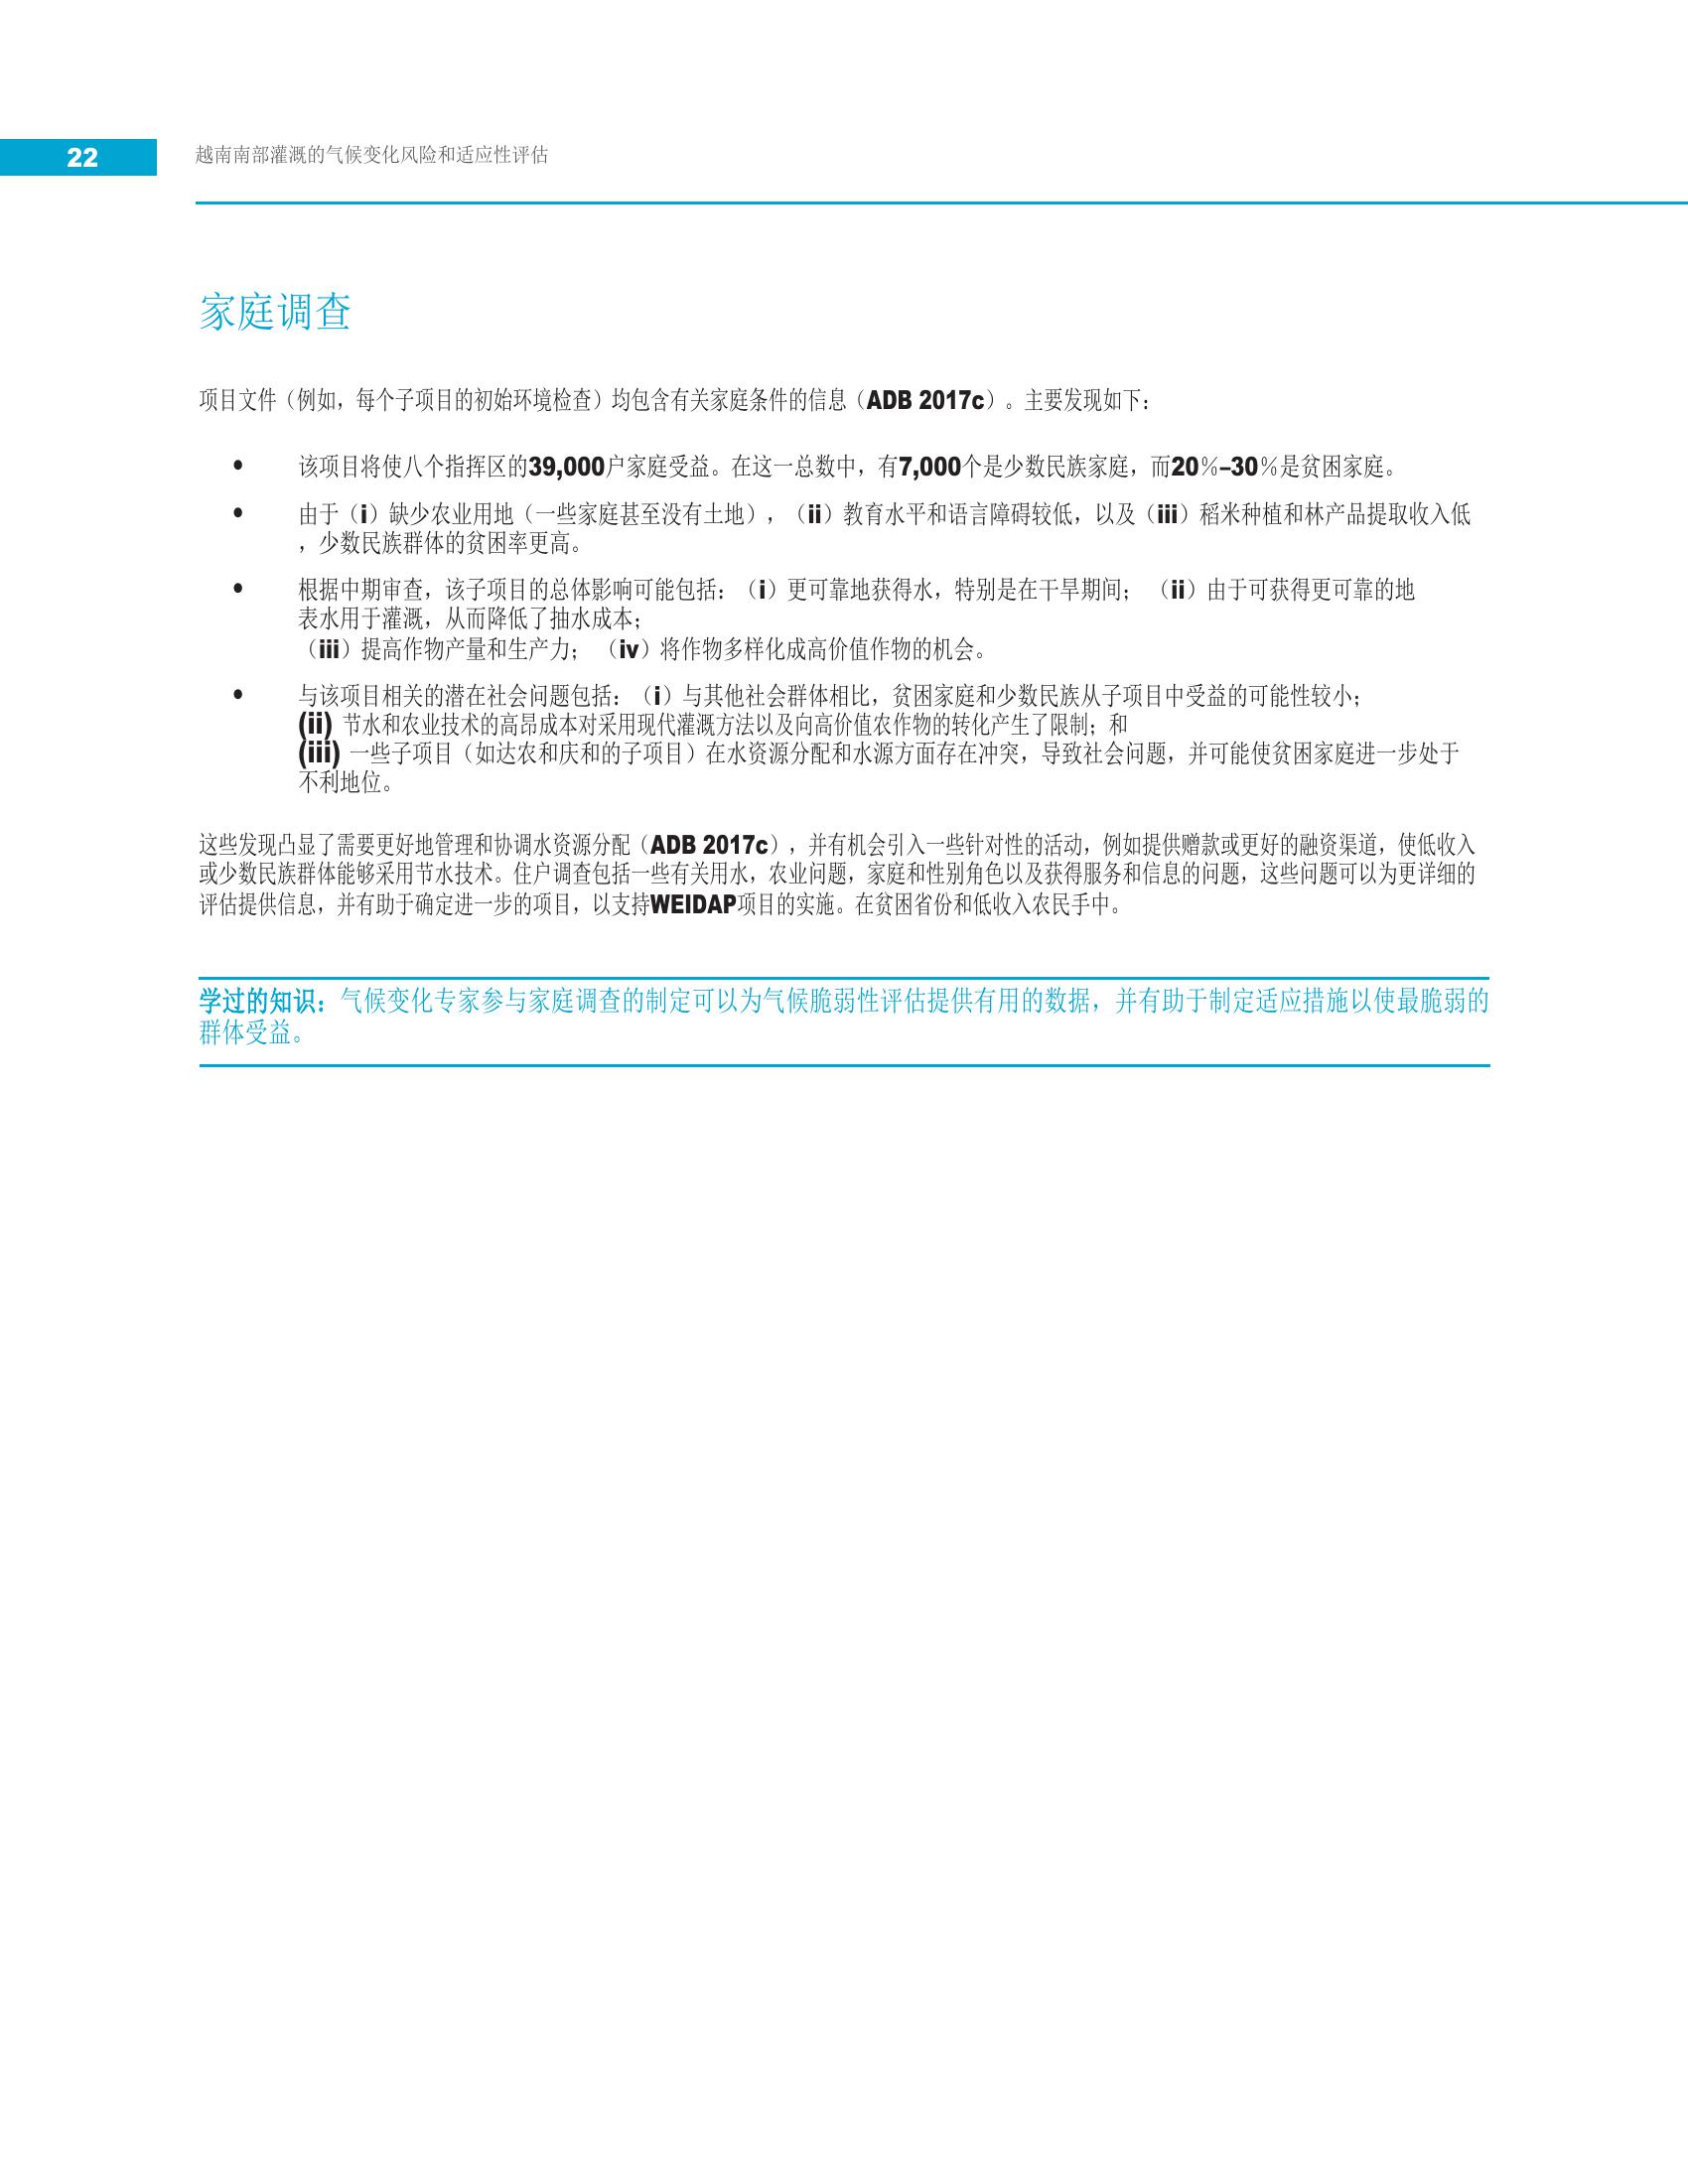 22
越南南部灌溉的气候变化风险和适应性评估
家庭调查
项目文件（例如，每个子项目的初始环境检查）均包含有关家庭条件的信息（ADB 2017c）。主要发现如下：
• 该项目将使八个指挥区的39,000户家庭受益。在这一总数中，有7,000个是少数民族家庭，而20％–30％是贫困家庭。
• 由于（i）缺少农业用地（一些家庭甚至没有土地），（ii）教育水平和语言障碍较低，以及（iii）稻米种植和林产品提取收入低
，少数民族群体的贫困率更高。
• 根据中期审查，该子项目的总体影响可能包括：（i）更可靠地获得水，特别是在干旱期间； （ii）由于可获得更可靠的地
表水用于灌溉，从而降低了抽水成本；
（iii）提高作物产量和生产力； （iv）将作物多样化成高价值作物的机会。
• 与该项目相关的潜在社会问题包括：（i）与其他社会群体相比，贫困家庭和少数民族从子项目中受益的可能性较小；
(ii) 节水和农业技术的高昂成本对采用现代灌溉方法以及向高价值农作物的转化产生了限制；和
(iii) 一些子项目（如达农和庆和的子项目）在水资源分配和水源方面存在冲突，导致社会问题，并可能使贫困家庭进一步处于
不利地位。
这些发现凸显了需要更好地管理和协调水资源分配（ADB 2017c），并有机会引入一些针对性的活动，例如提供赠款或更好的融资渠道，使低收入
或少数民族群体能够采用节水技术。住户调查包括一些有关用水，农业问题，家庭和性别角色以及获得服务和信息的问题，这些问题可以为更详细的
评估提供信息，并有助于确定进一步的项目，以支持WEIDAP项目的实施。在贫困省份和低收入农民手中。
学过的知识：气候变化专家参与家庭调查的制定可以为气候脆弱性评估提供有用的数据，并有助于制定适应措施以使最脆弱的
群体受益。